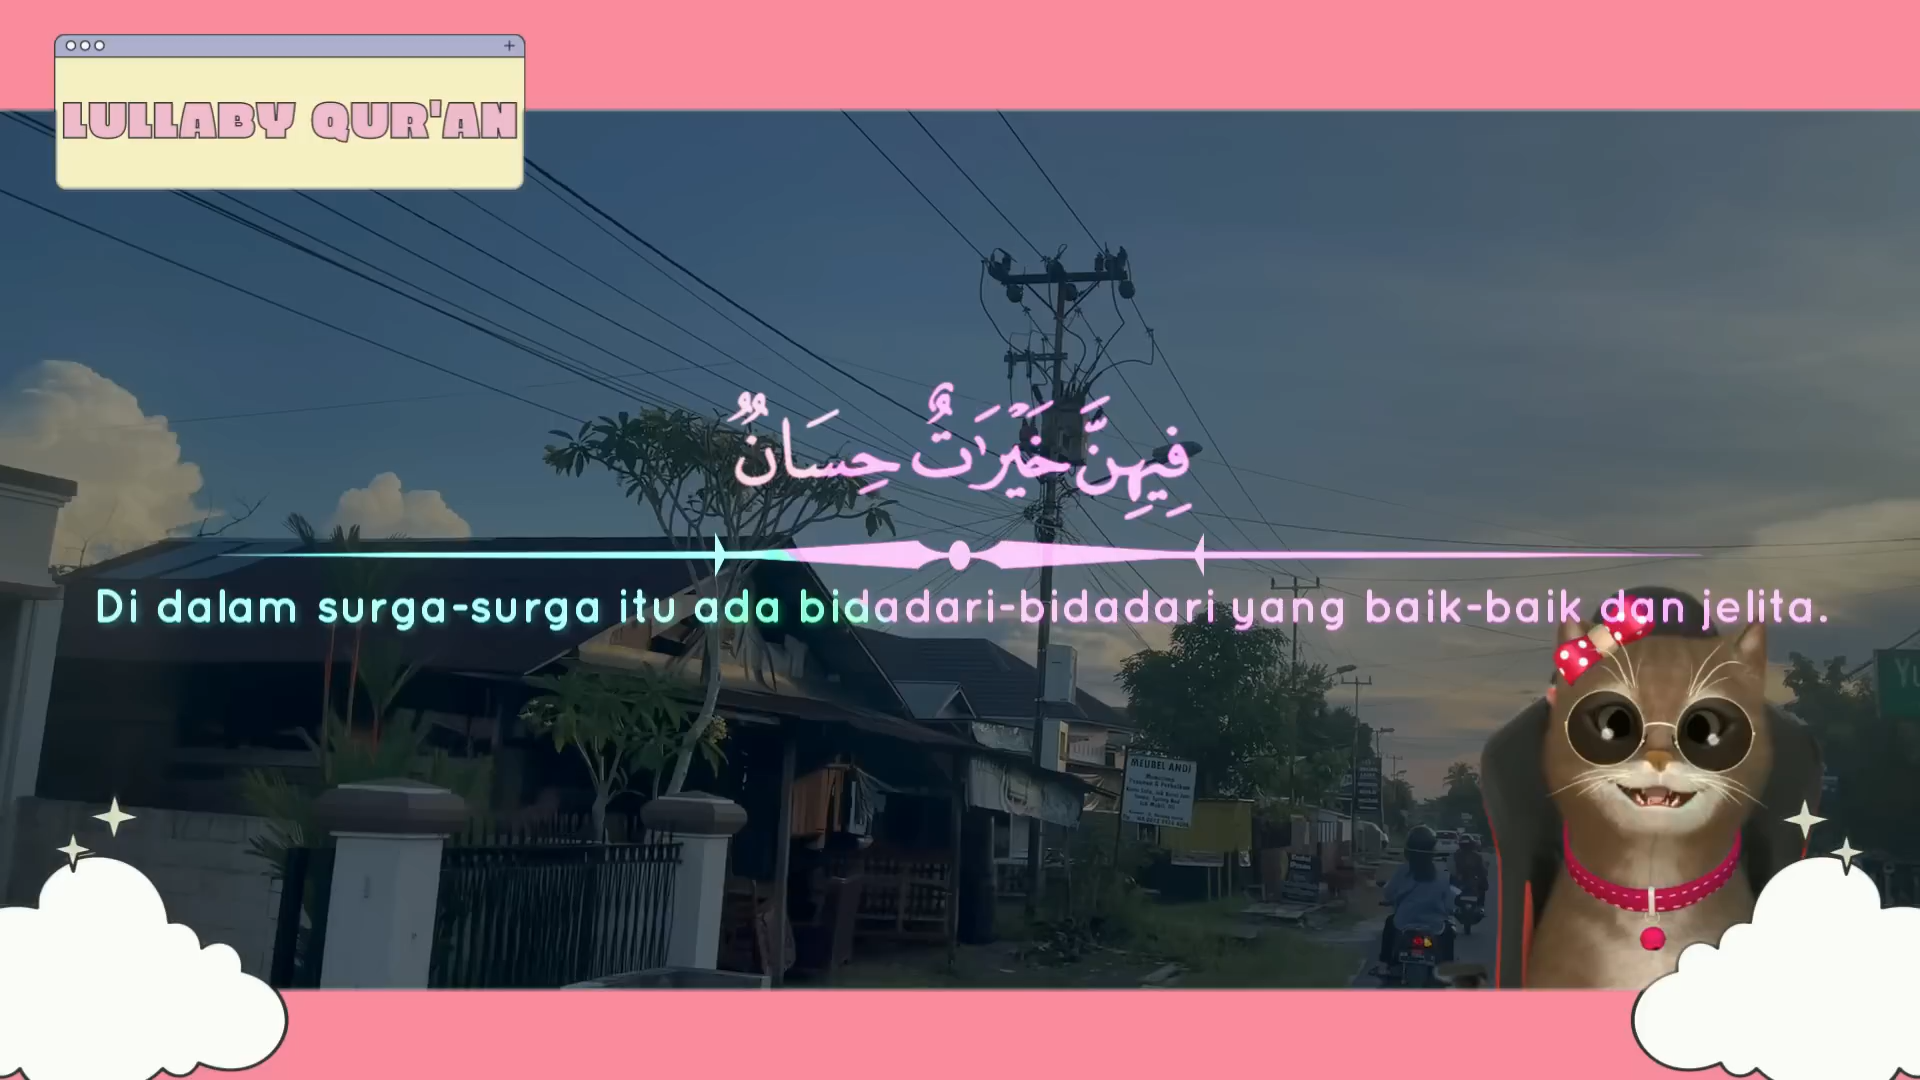 LULLABY QUR'AN
فِيهِنَّ خَيْرَٰتٌ حِسَانٌ
Di dalam surga-surga itu ada bidadari-bidadari yang baik-baik dan jelita.
MEUBEL ANDI
Yu